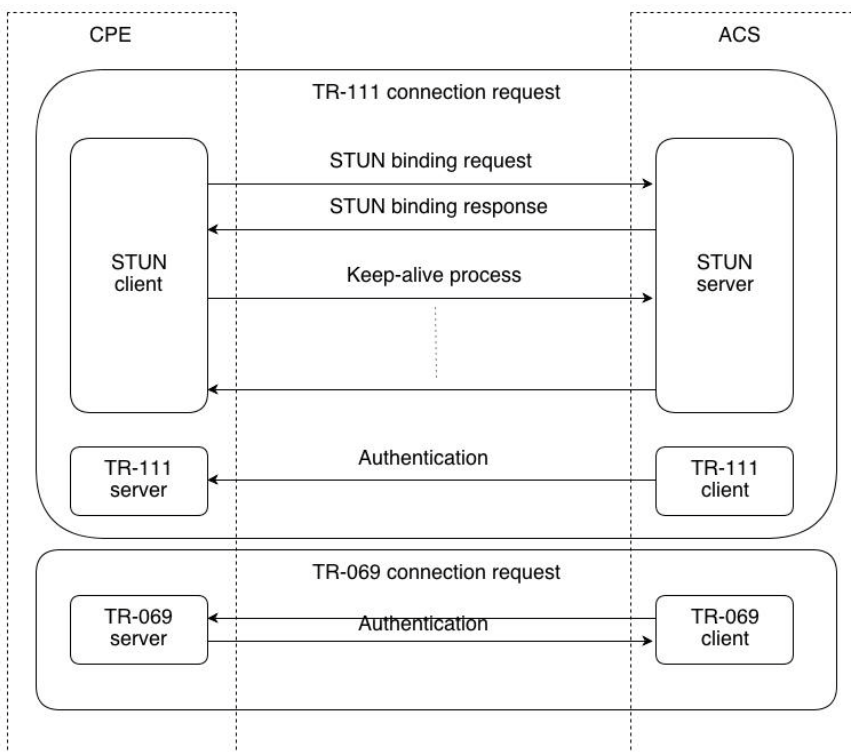 CPE
ACS
TR-111 connection request
STUN binding request
STUN binding response
STUN
client
Keep-alive process
STUN
server
TR-111
server
Authentication
TR-111
client
TR-069 connection request
TR-069
server
Authentication
TR-069
client